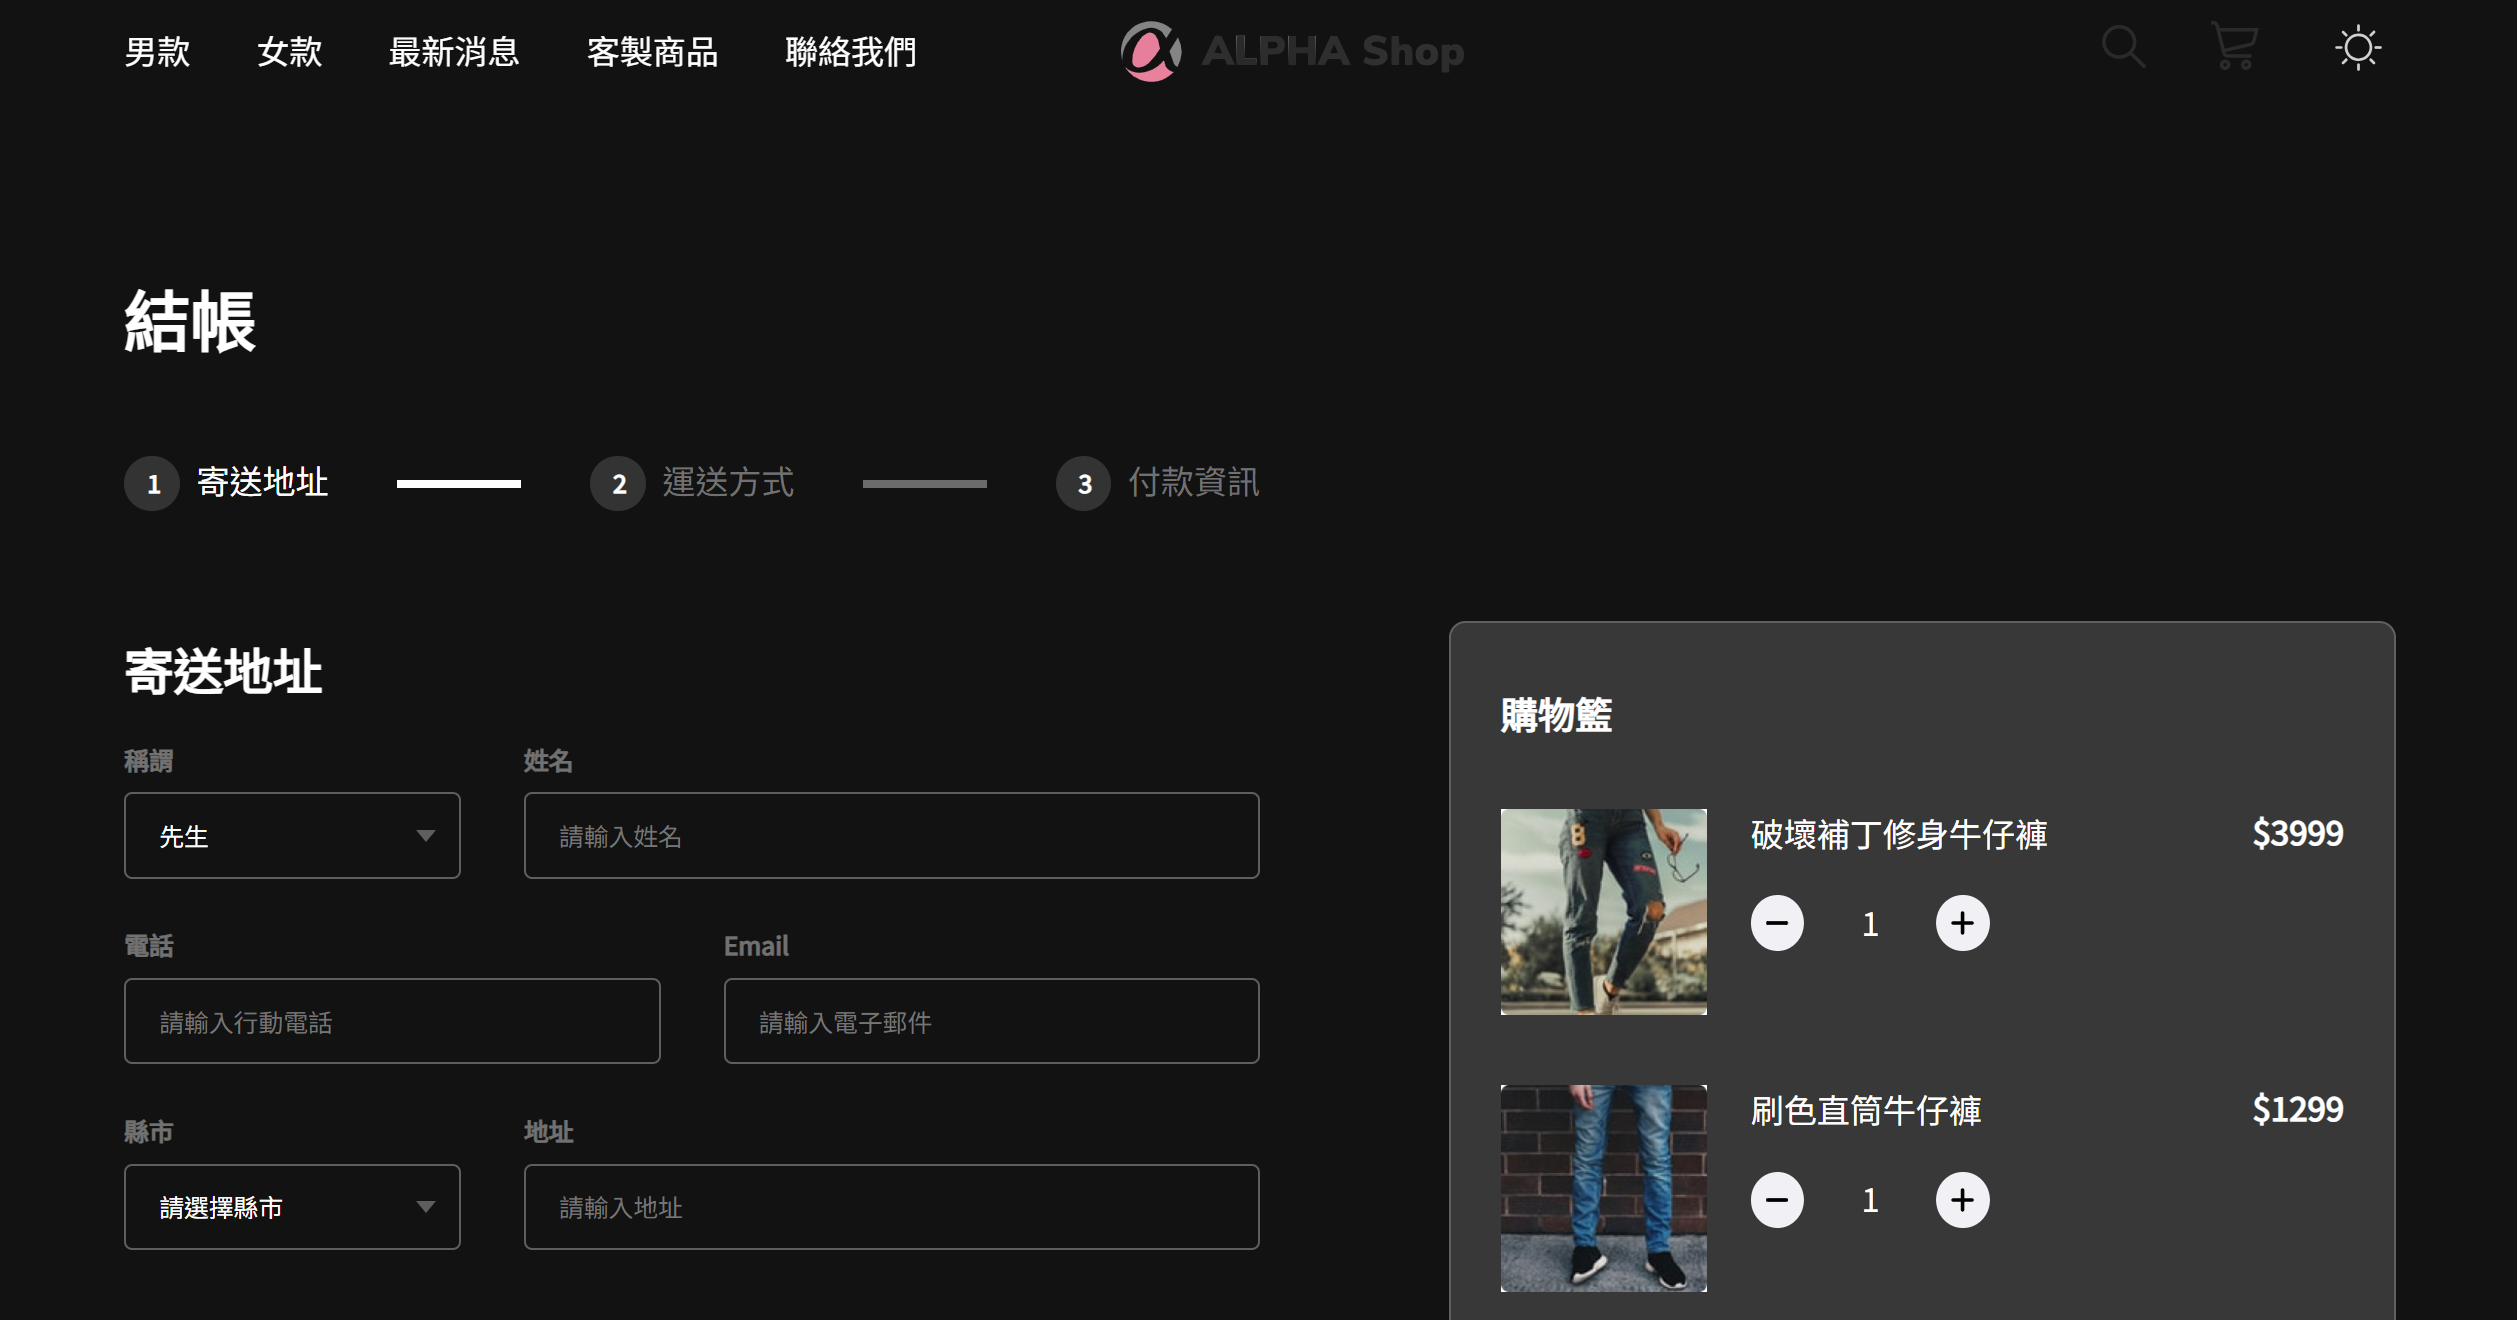 男款 女款 最新消息 客製商品 聯絡我們 ALPHA Shop
結帳
1 寄送地址 2 運送方式 3 付款資訊
寄送地址
稱謂 姓名
先生 請輸入姓名
電話 Email
請輸入行動電話 請輸入電子郵件
縣市 地址
請選擇縣市 請輸入地址
購物籃
破壞補丁修身牛仔褲 $3999
1
刷色直筒牛仔褲 $1299
1